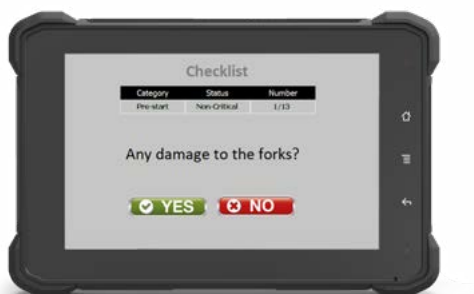 Checklist
Category Status Number
Pre-start Non-Critical 1/13
Any damage to the forks?
YES NO